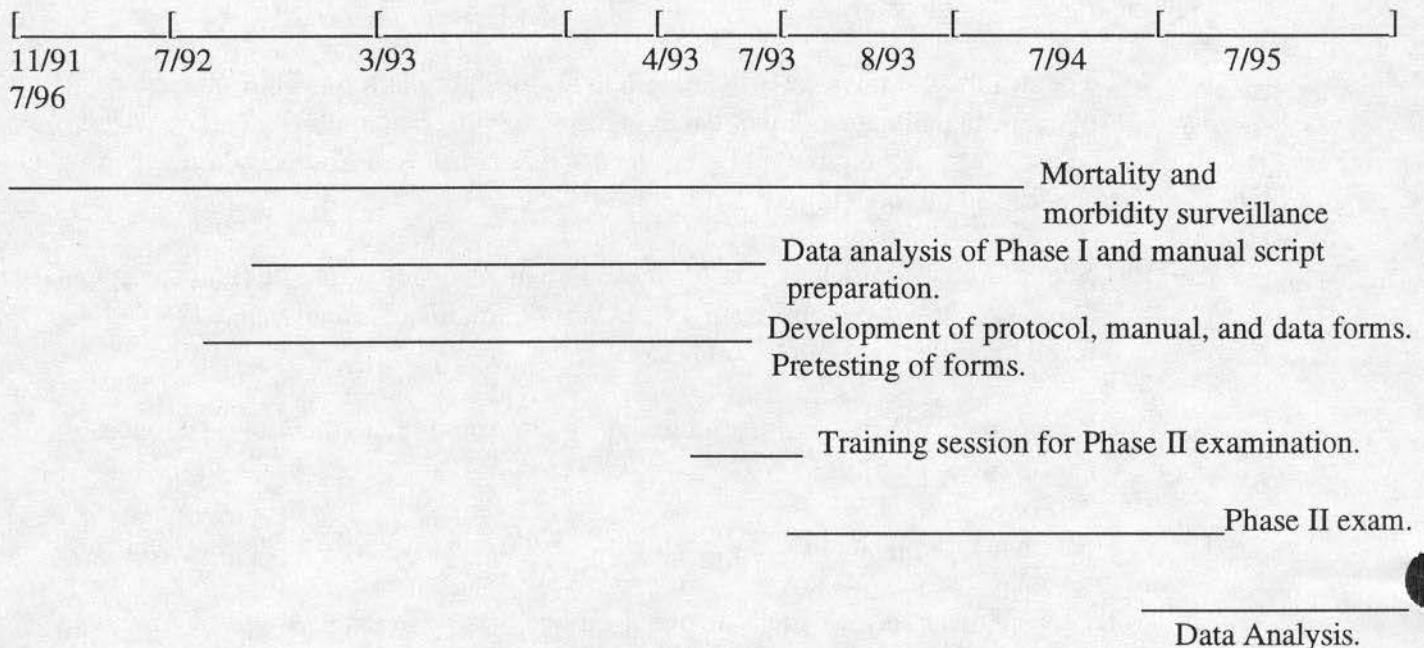 11/91 7/92 3/93 4/93 7/93 8/93 7/94 7/95
7/96
Mortality and
morbidity surveillance
Data analysis of Phase I and manual script
preparation.
Development of protocol, manual, and data forms.
Pretesting of forms.
Training session for Phase II examination.
Phase II exam.
Data Analysis.